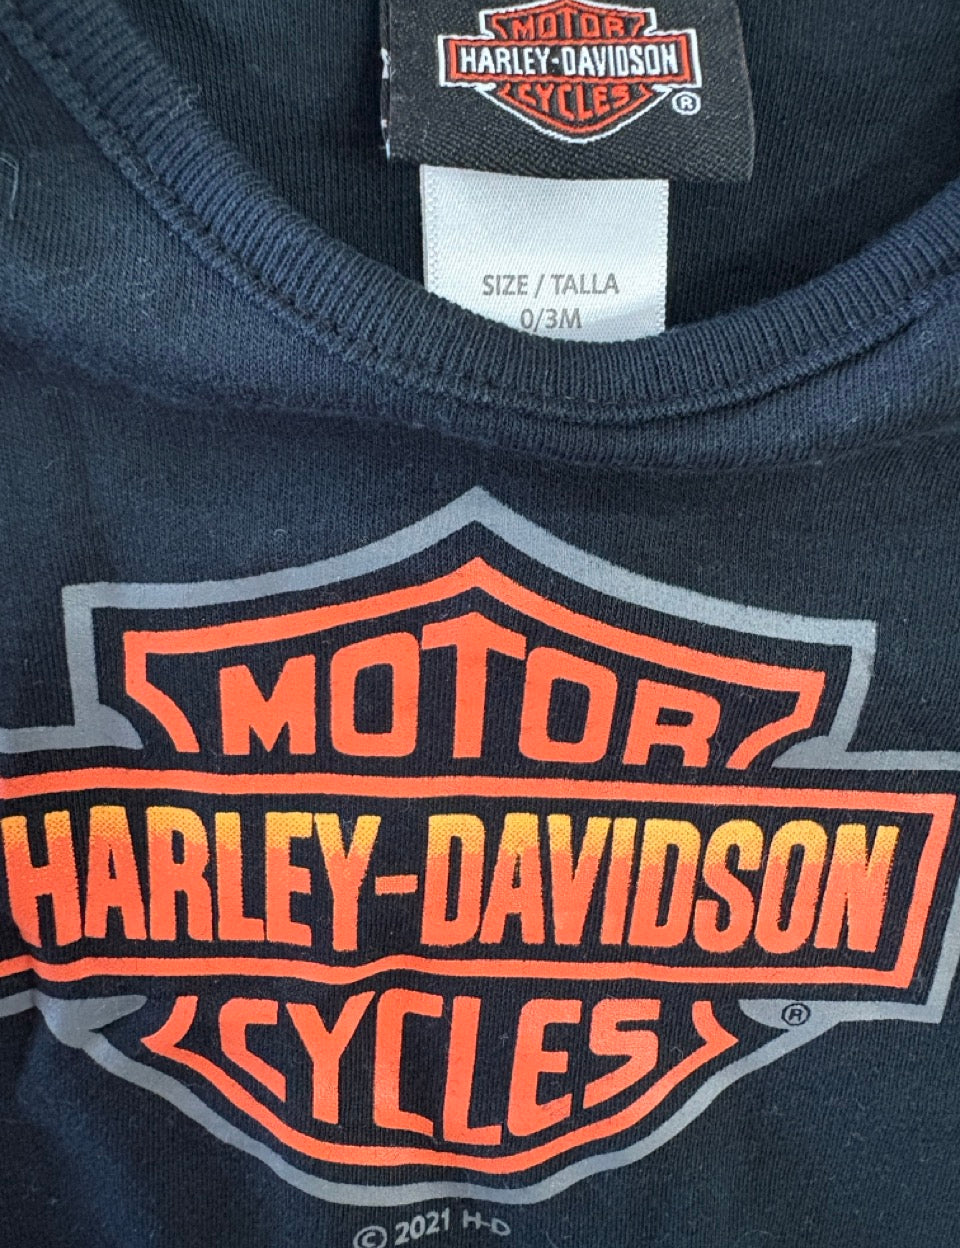 MOTOR
HARLEY-DAVIDSON
CYCLES
®
SIZE / TALLA
0/3M
MOTOR
HARLEY-DAVIDSON
CYCLES
®
© 2021 H-D